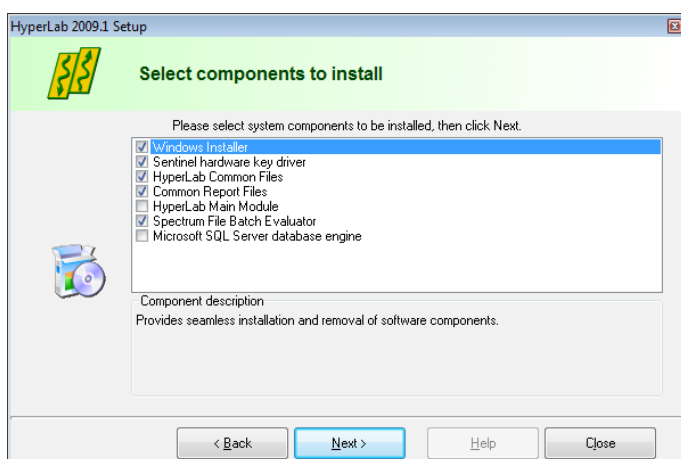 HyperLab 2009.1 Setup
Select components to install
Please select system components to be installed, then click Next.
Windows Installer
Sentinel hardware key driver
HyperLab Common Files
Common Report Files
HyperLab Main Module
Spectrum File Batch Evaluator
Microsoft SQL Server database engine
Component description
Provides seamless installation and removal of software components.
< Back
Next >
Help
Close